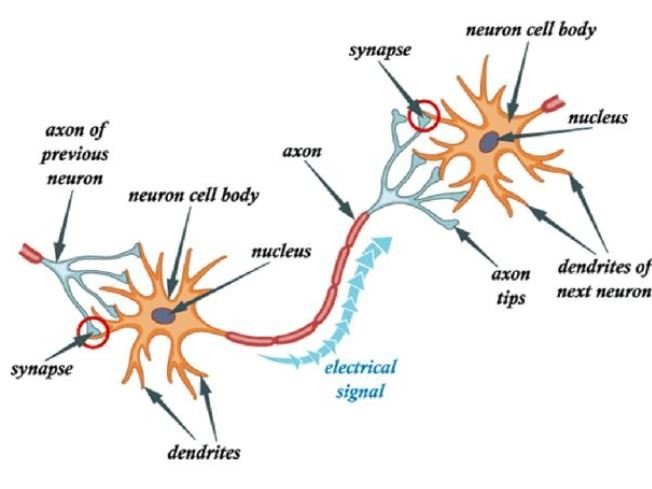 neuron cell body
synapse
nucleus
axon of
previous
neuron
axon
neuron cell body
nucleus
axon
tips
dendrites of
next neuron
synapse
electrical
signal
dendrites